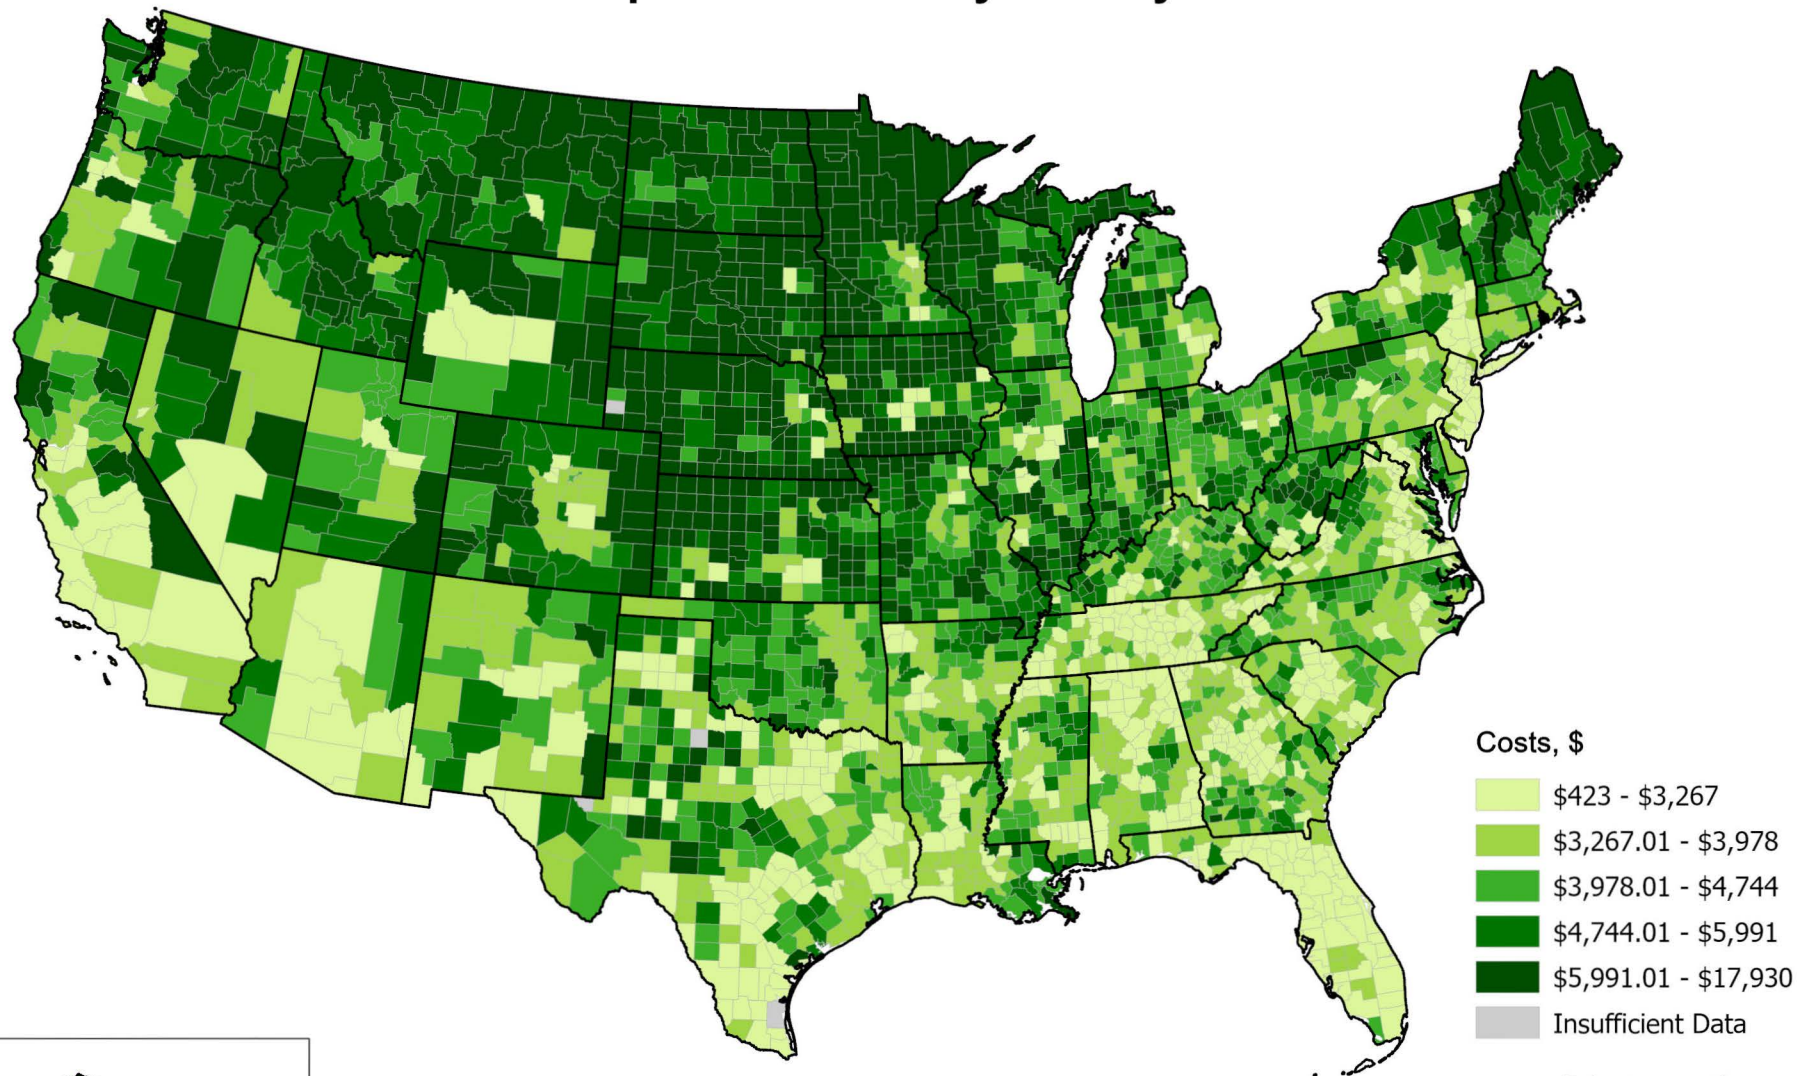 Costs, $
$423 - $3,267
$3,267.01 - $3,978
$3,978.01 - $4,744
$4,744.01 - $5,991
$5,991.01 - $17,930
Insufficient Data